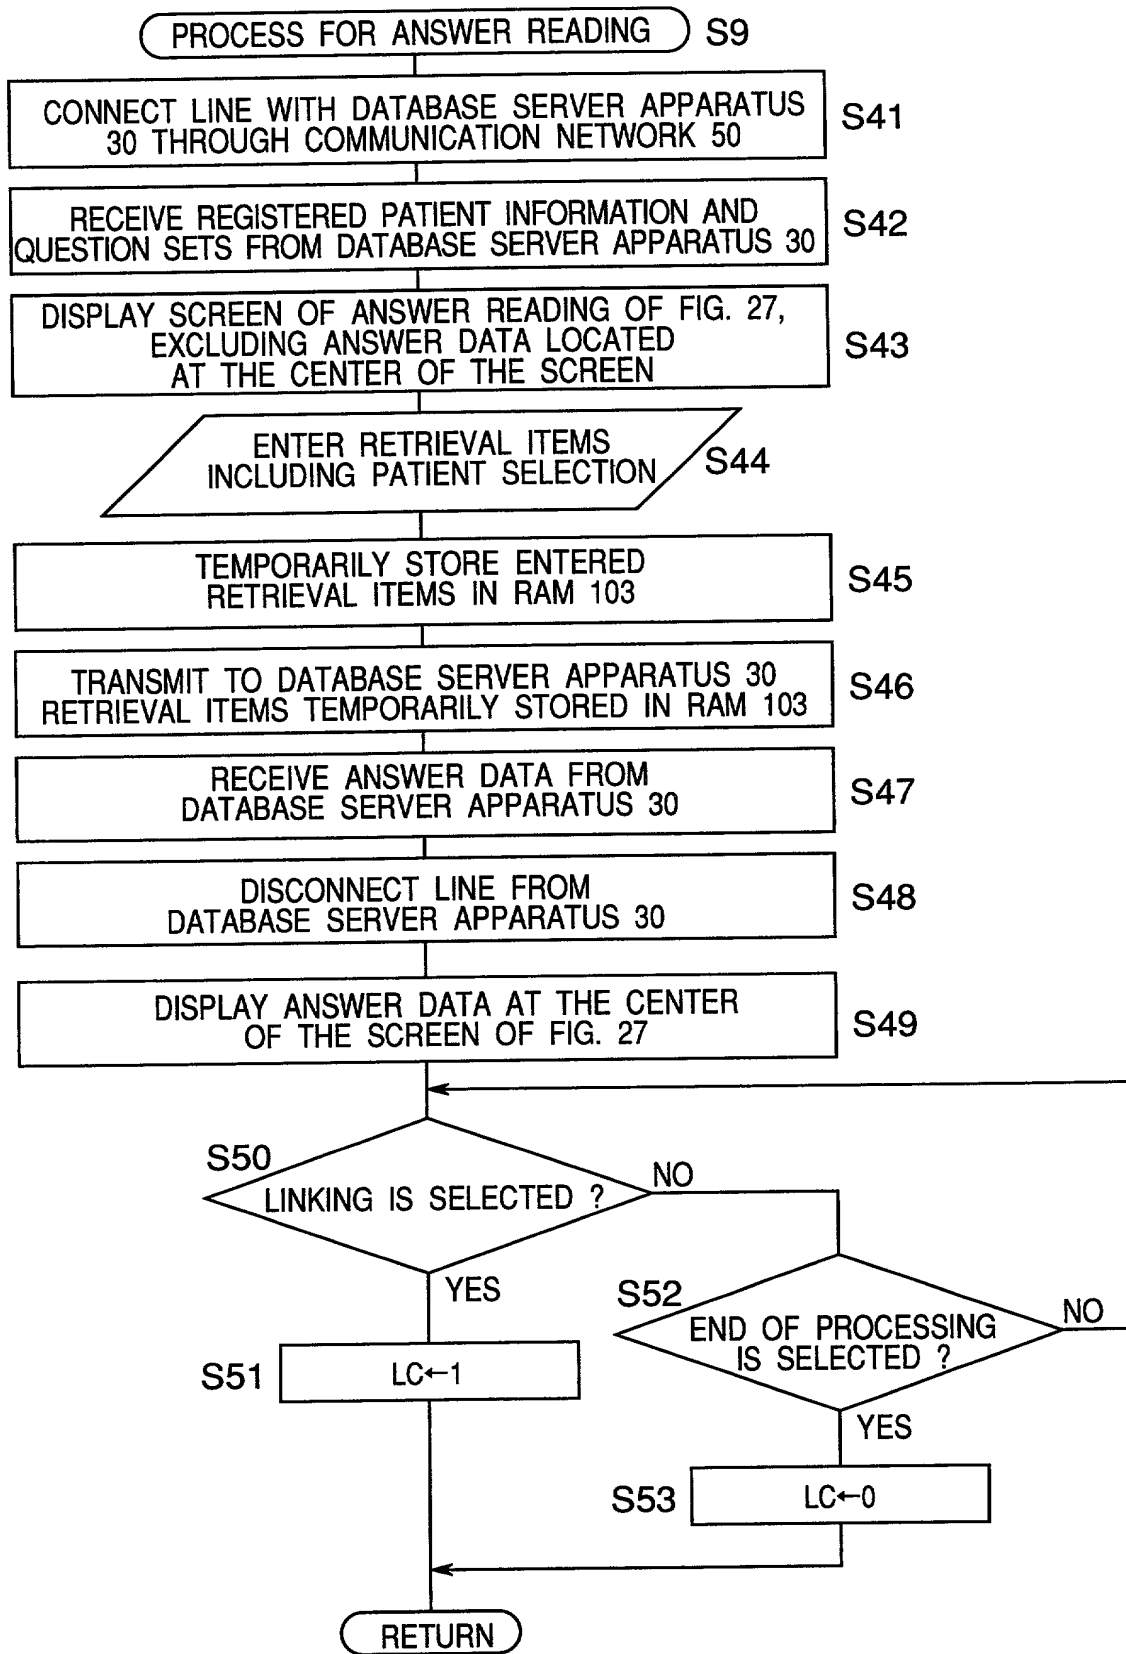 PROCESS FOR ANSWER READING S9
CONNECT LINE WITH DATABASE SERVER APPARATUS
30 THROUGH COMMUNICATION NETWORK 50
S41
RECEIVE REGISTERED PATIENT INFORMATION AND
QUESTION SETS FROM DATABASE SERVER APPARATUS 30
S42
DISPLAY SCREEN OF ANSWER READING OF FIG. 27,
EXCLUDING ANSWER DATA LOCATED
AT THE CENTER OF THE SCREEN
S43
ENTER RETRIEVAL ITEMS
INCLUDING PATIENT SELECTION
S44
TEMPORARILY STORE ENTERED
RETRIEVAL ITEMS IN RAM 103
S45
TRANSMIT TO DATABASE SERVER APPARATUS 30
RETRIEVAL ITEMS TEMPORARILY STORED IN RAM 103
S46
RECEIVE ANSWER DATA FROM
DATABASE SERVER APPARATUS 30
S47
DISCONNECT LINE FROM
DATABASE SERVER APPARATUS 30
S48
DISPLAY ANSWER DATA AT THE CENTER
OF THE SCREEN OF FIG. 27
S49
S50
LINKING IS SELECTED ?
NO
YES
S52
END OF PROCESSING
IS SELECTED ?
NO
S51
LC←1
YES
S53
LC←0
RETURN